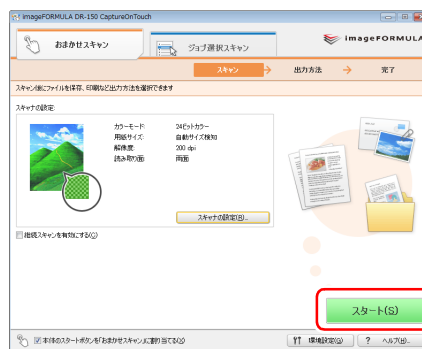 imageFORMULA DR-150 CaptureOnTouch
おまかせスキャン
ジョブ選択スキャン
imageFORMULA
スキャン
出力方法
完了
スキャン後にファイルを保存、印刷など出力方法を選択できます
スキャナの設定
カラーモード: 24ビットカラー
用紙サイズ: 自動サイズ検知
解像度: 200 dpi
読み取り面: 両面
スキャナの設定(R)...
継続スキャンを有効にする(C)
スタート(S)
本体のスタートボタンを「おまかせスキャン」に割り当てる(X)
環境設定(G)
? ヘルプ(H)...